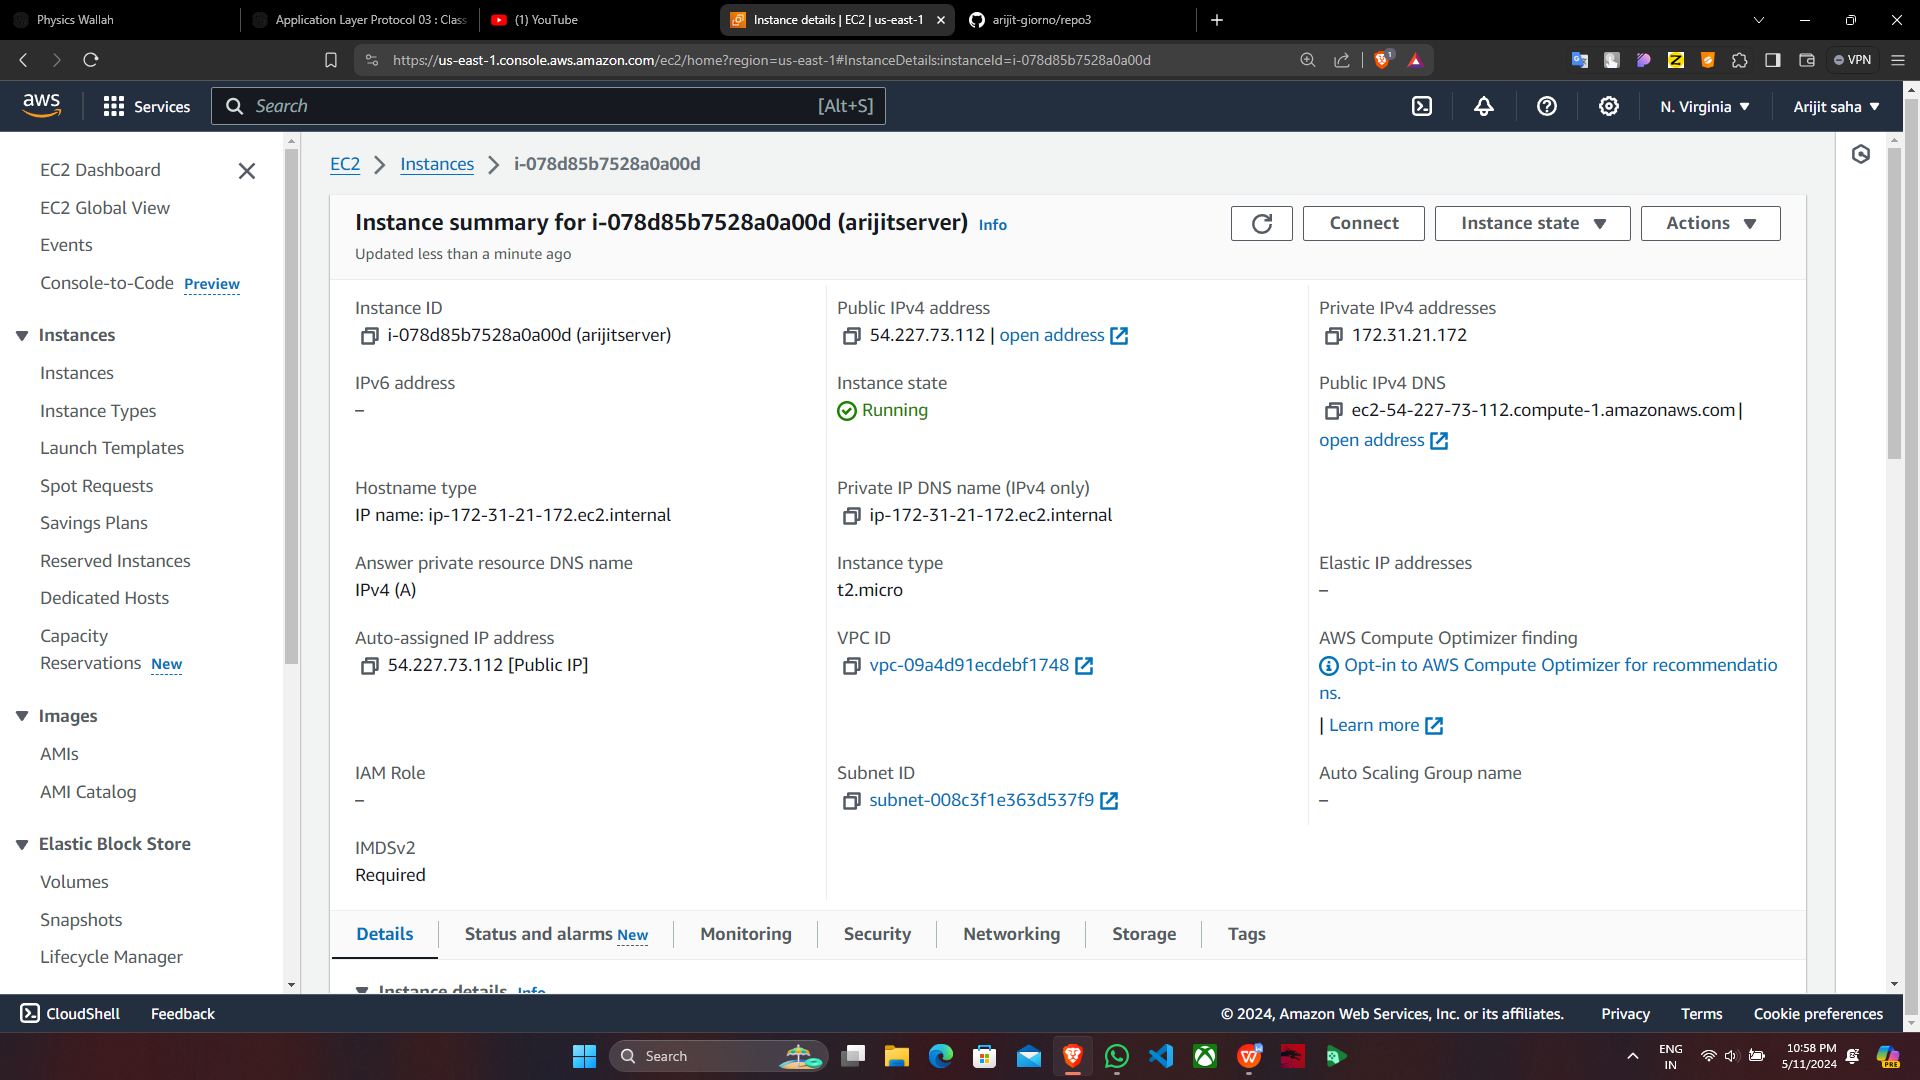 Physics Wallah
Application Layer Protocol 03 : Class
(1) YouTube
Instance details | EC2 | us-east-1
arijit-giorno/repo3
https://us-east-1.console.aws.amazon.com/ec2/home?region=us-east-1#InstanceDetails:instanceId=i-078d85b7528a0a00d
1
VPN
aws
Services
Search
[Alt+S]
N. Virginia
Arijit saha
EC2 Dashboard
EC2 Global View
Events
Console-to-Code Preview
Instances
Instances
Instance Types
Launch Templates
Spot Requests
Savings Plans
Reserved Instances
Dedicated Hosts
Capacity
Reservations New
Images
AMIs
AMI Catalog
Elastic Block Store
Volumes
Snapshots
Lifecycle Manager
EC2 > Instances > i-078d85b7528a0a00d
Instance summary for i-078d85b7528a0a00d (arijitserver) Info
Updated less than a minute ago
Connect
Instance state
Actions
Instance ID
i-078d85b7528a0a00d (arijitserver)
Public IPv4 address
54.227.73.112 | open address
Private IPv4 addresses
172.31.21.172
IPv6 address
–
Instance state
Running
Public IPv4 DNS
ec2-54-227-73-112.compute-1.amazonaws.com |
open address
Hostname type
IP name: ip-172-31-21-172.ec2.internal
Private IP DNS name (IPv4 only)
ip-172-31-21-172.ec2.internal
Answer private resource DNS name
IPv4 (A)
Instance type
t2.micro
Elastic IP addresses
–
Auto-assigned IP address
54.227.73.112 [Public IP]
VPC ID
vpc-09a4d91ecdebf1748
AWS Compute Optimizer finding
Opt-in to AWS Compute Optimizer for recommendatio
ns.
| Learn more
IAM Role
–
Subnet ID
subnet-008c3f1e363d537f9
Auto Scaling Group name
–
IMDSv2
Required
Details
Status and alarms New
Monitoring
Security
Networking
Storage
Tags
Instance details Info
CloudShell
Feedback
© 2024, Amazon Web Services, Inc. or its affiliates.
Privacy
Terms
Cookie preferences
Search
ENG
IN
10:58 PM
5/11/2024
PRE